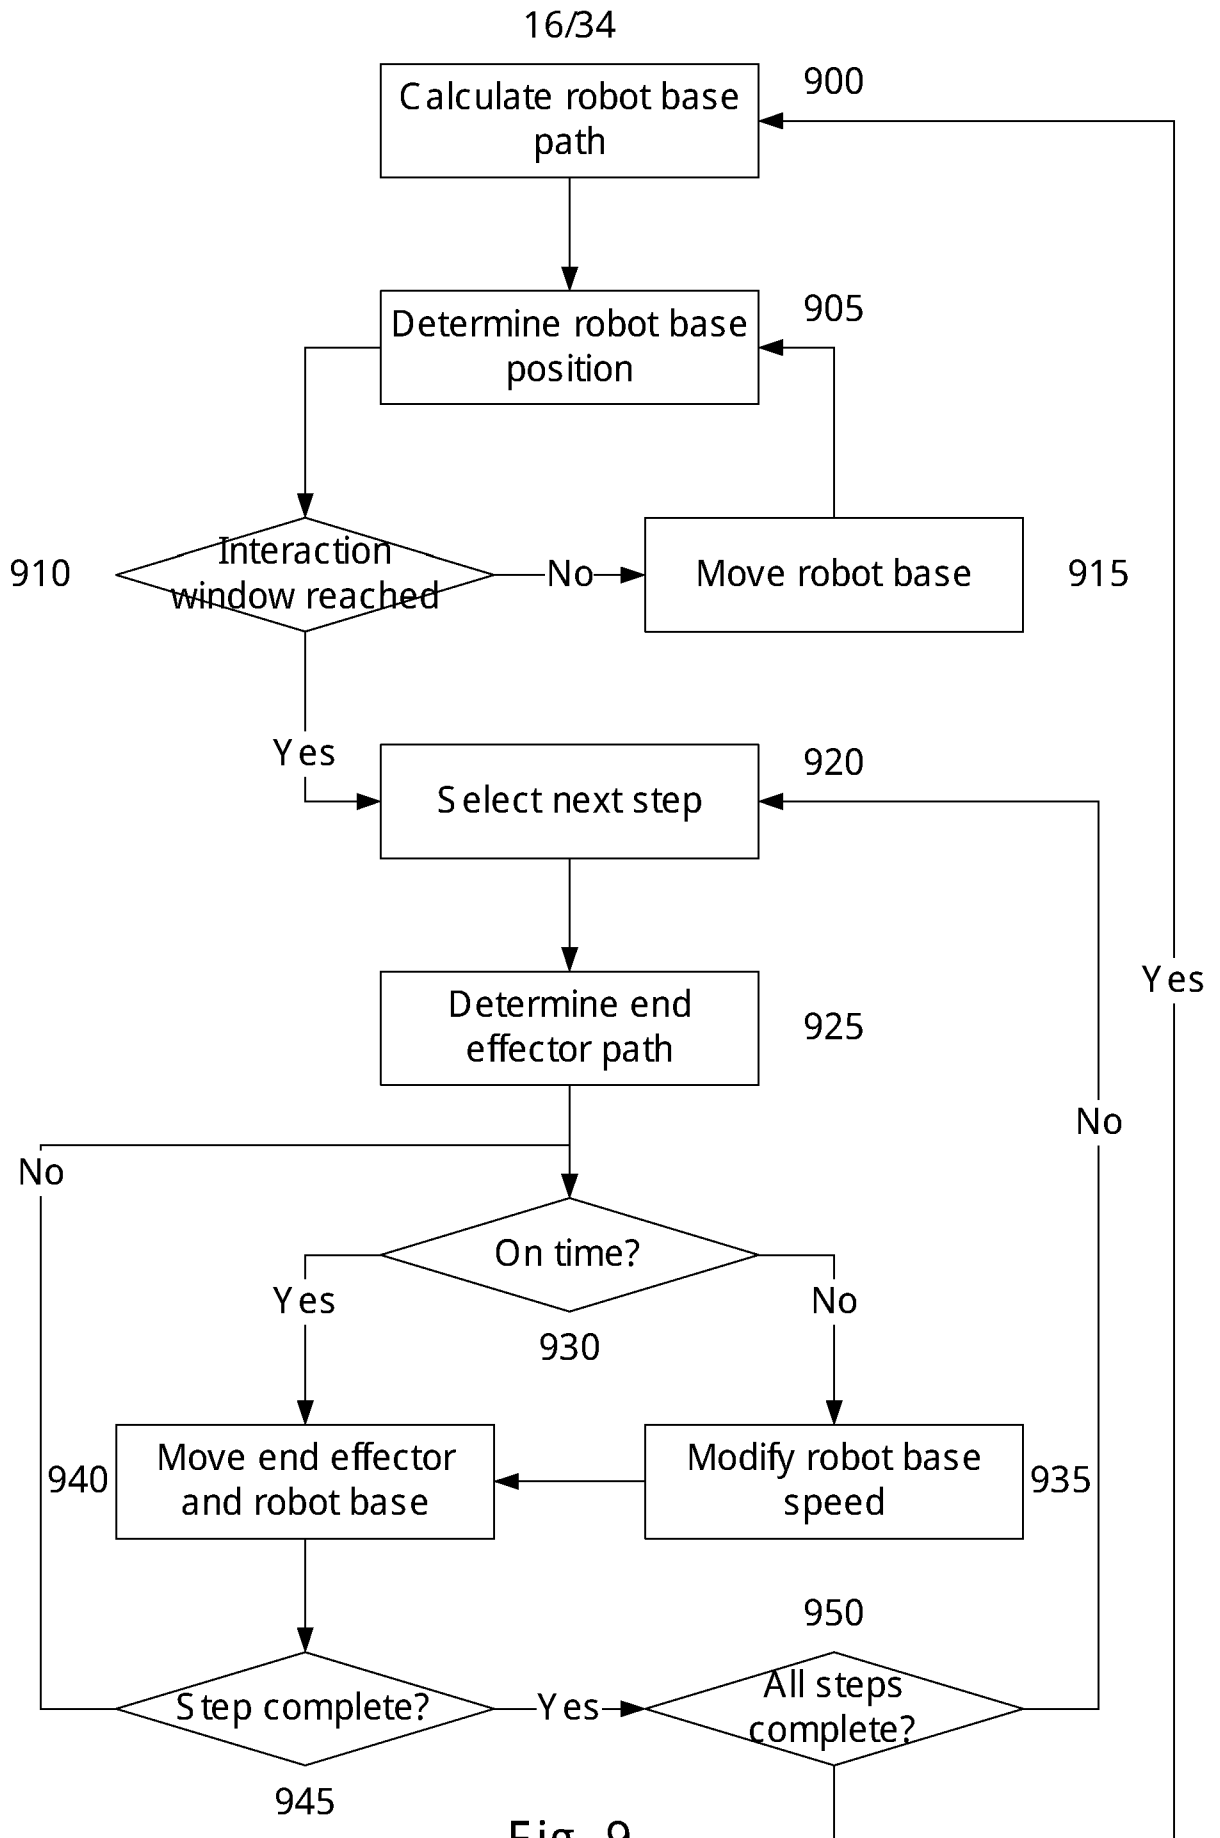 16/34
Calculate robot base
path
900
Determine robot base
position
905
Interaction
window reached
910
No
Move robot base
915
Yes
Select next step
920
Determine end
effector path
925
Yes
No
No
On time?
Yes
No
930
Move end effector
and robot base
940
Modify robot base
speed
935
950
Step complete?
Yes
All steps
complete?
945
Fig. 9